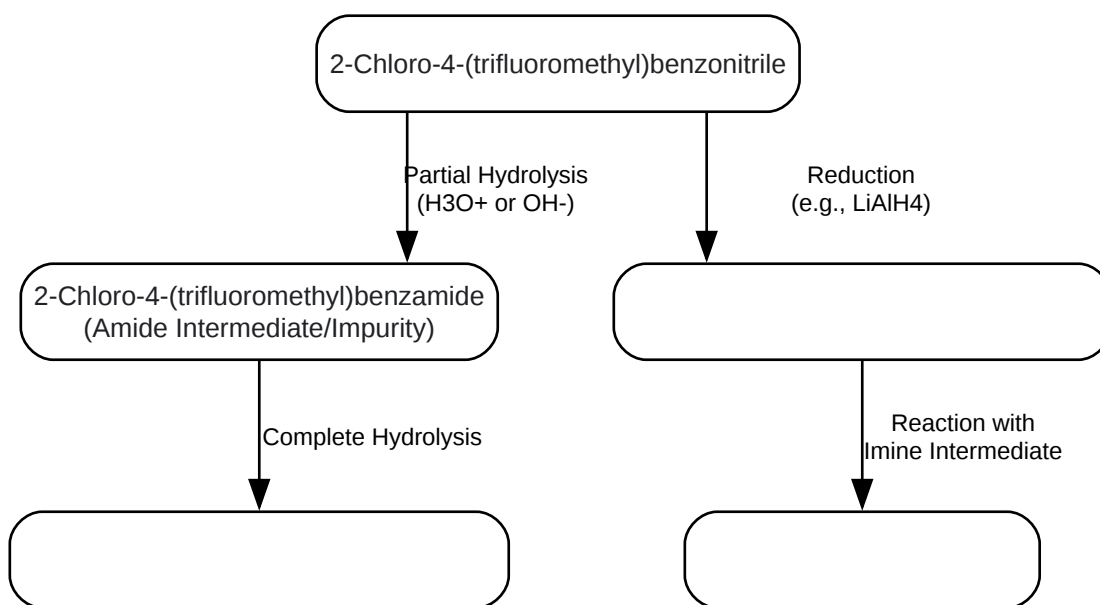 2-Chloro-4-(trifluoromethyl)benzonitrile
Partial Hydrolysis
(H3O+ or OH-)
Reduction
(e.g., LiAlH4)
2-Chloro-4-(trifluoromethyl)benzamide
(Amide Intermediate/Impurity)
Complete Hydrolysis
Reaction with
Imine Intermediate